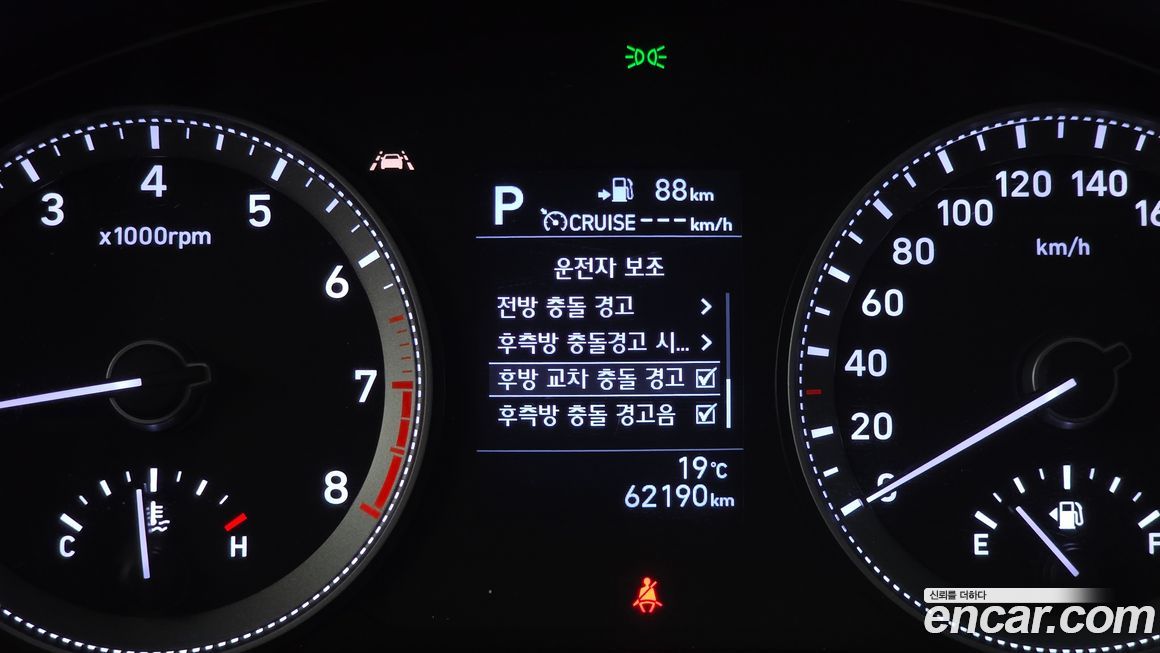 3
4
5
6
7
8
x1000rpm
C
H
P
88km
CRUISE ---km/h
운전자 보조
전방 충돌 경고
후측방 충돌경고 시...
후방 교차 충돌 경고
후측방 충돌 경고음
19℃
62190km
0
20
40
60
80
100
120
140
16
km/h
E
F
신뢰를 더하다
encar.com